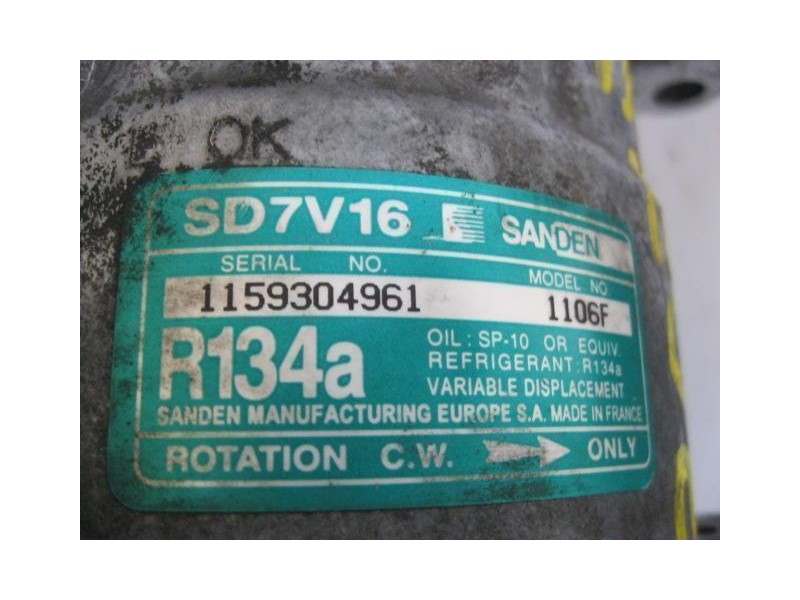 OK
SD7V16 SANDEN
SERIAL NO. MODEL NO
1159304961 1106F
R134a
OIL: SP-10 OR EQUIV.
REFRIGERANT: R134a
VARIABLE DISPLACEMENT
SANDEN MANUFACTURING EUROPE S.A. MADE IN FRANCE
ROTATION C.W. ONLY